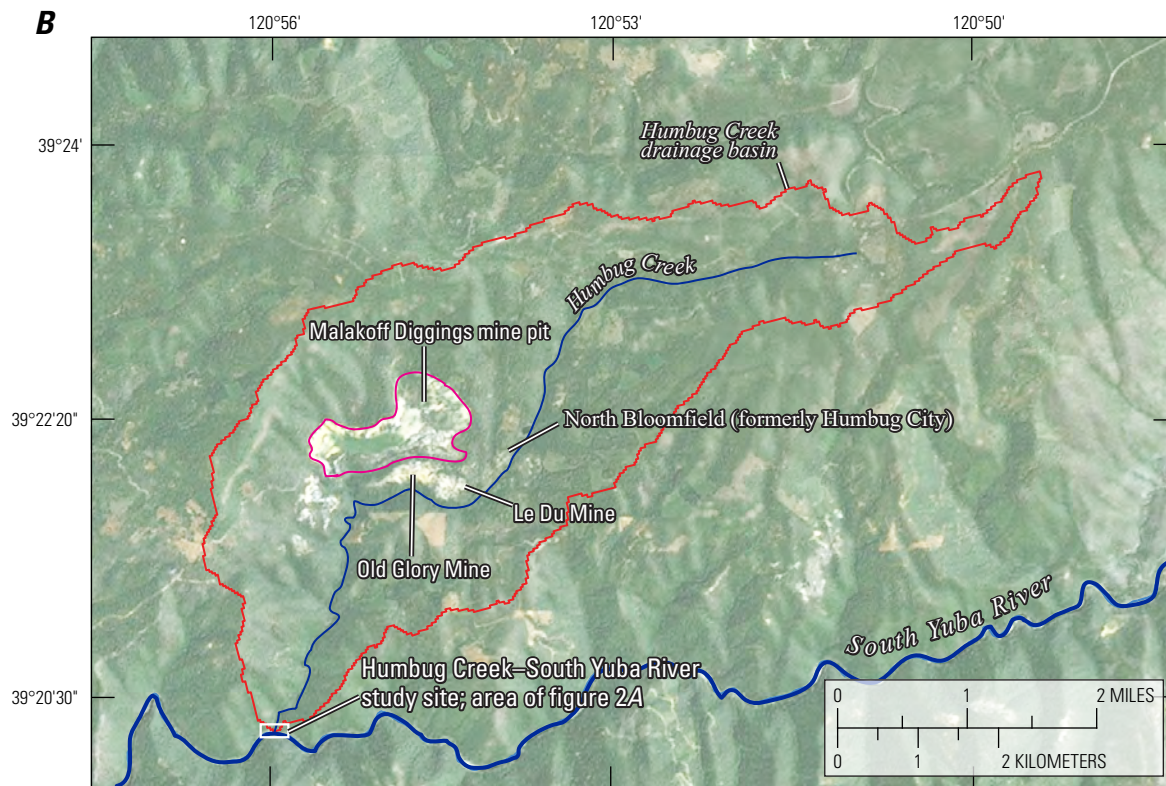 B
120°56'
120°53'
120°50'
39°24'
Humbug Creek
drainage basin
Humbug Creek
Malakoff Diggings mine pit
39°22'20"
North Bloomfield (formerly Humbug City)
Le Du Mine
Old Glory Mine
South Yuba River
Humbug Creek–South Yuba River
study site; area of figure 2A
39°20'30"
0 1 2 MILES
0 1 2 KILOMETERS